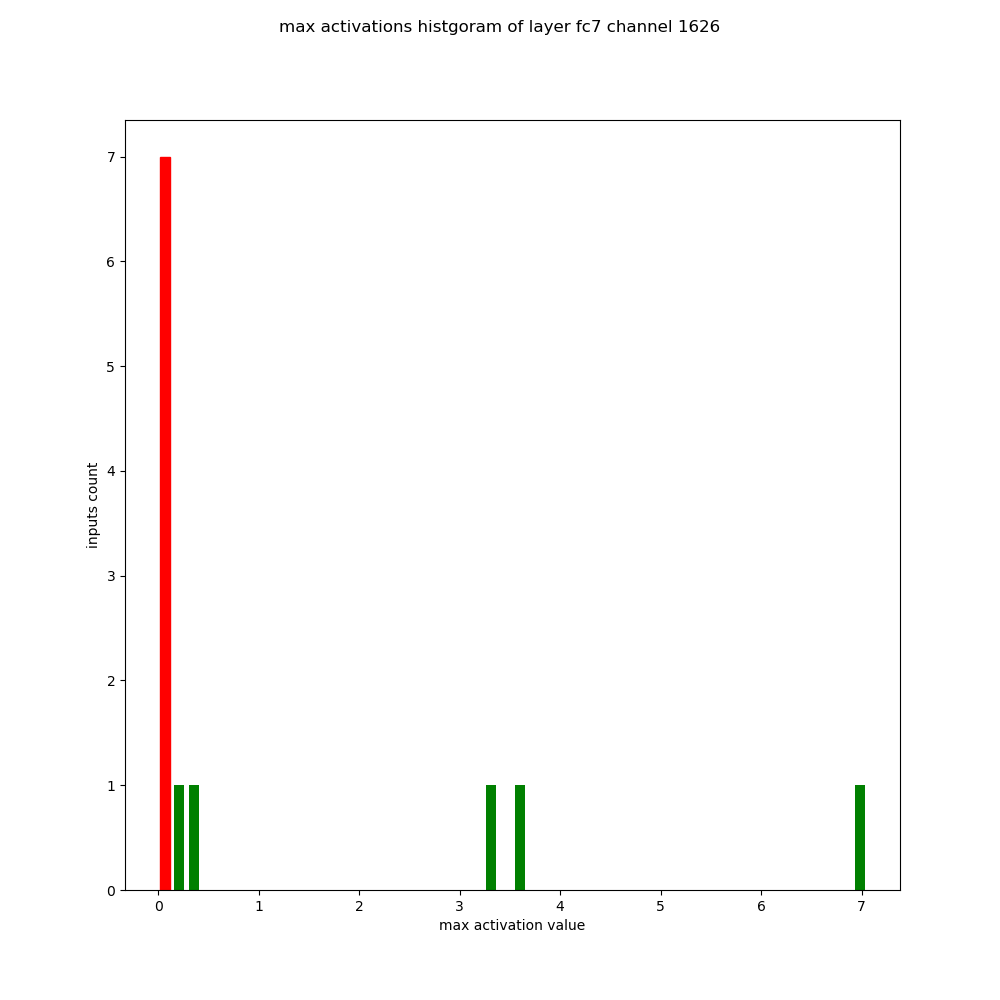 max activations histgoram of layer fc7 channel 1626
7
6
5
4
3
2
1
0
inputs count
0 1 2 3 4 5 6 7
max activation value